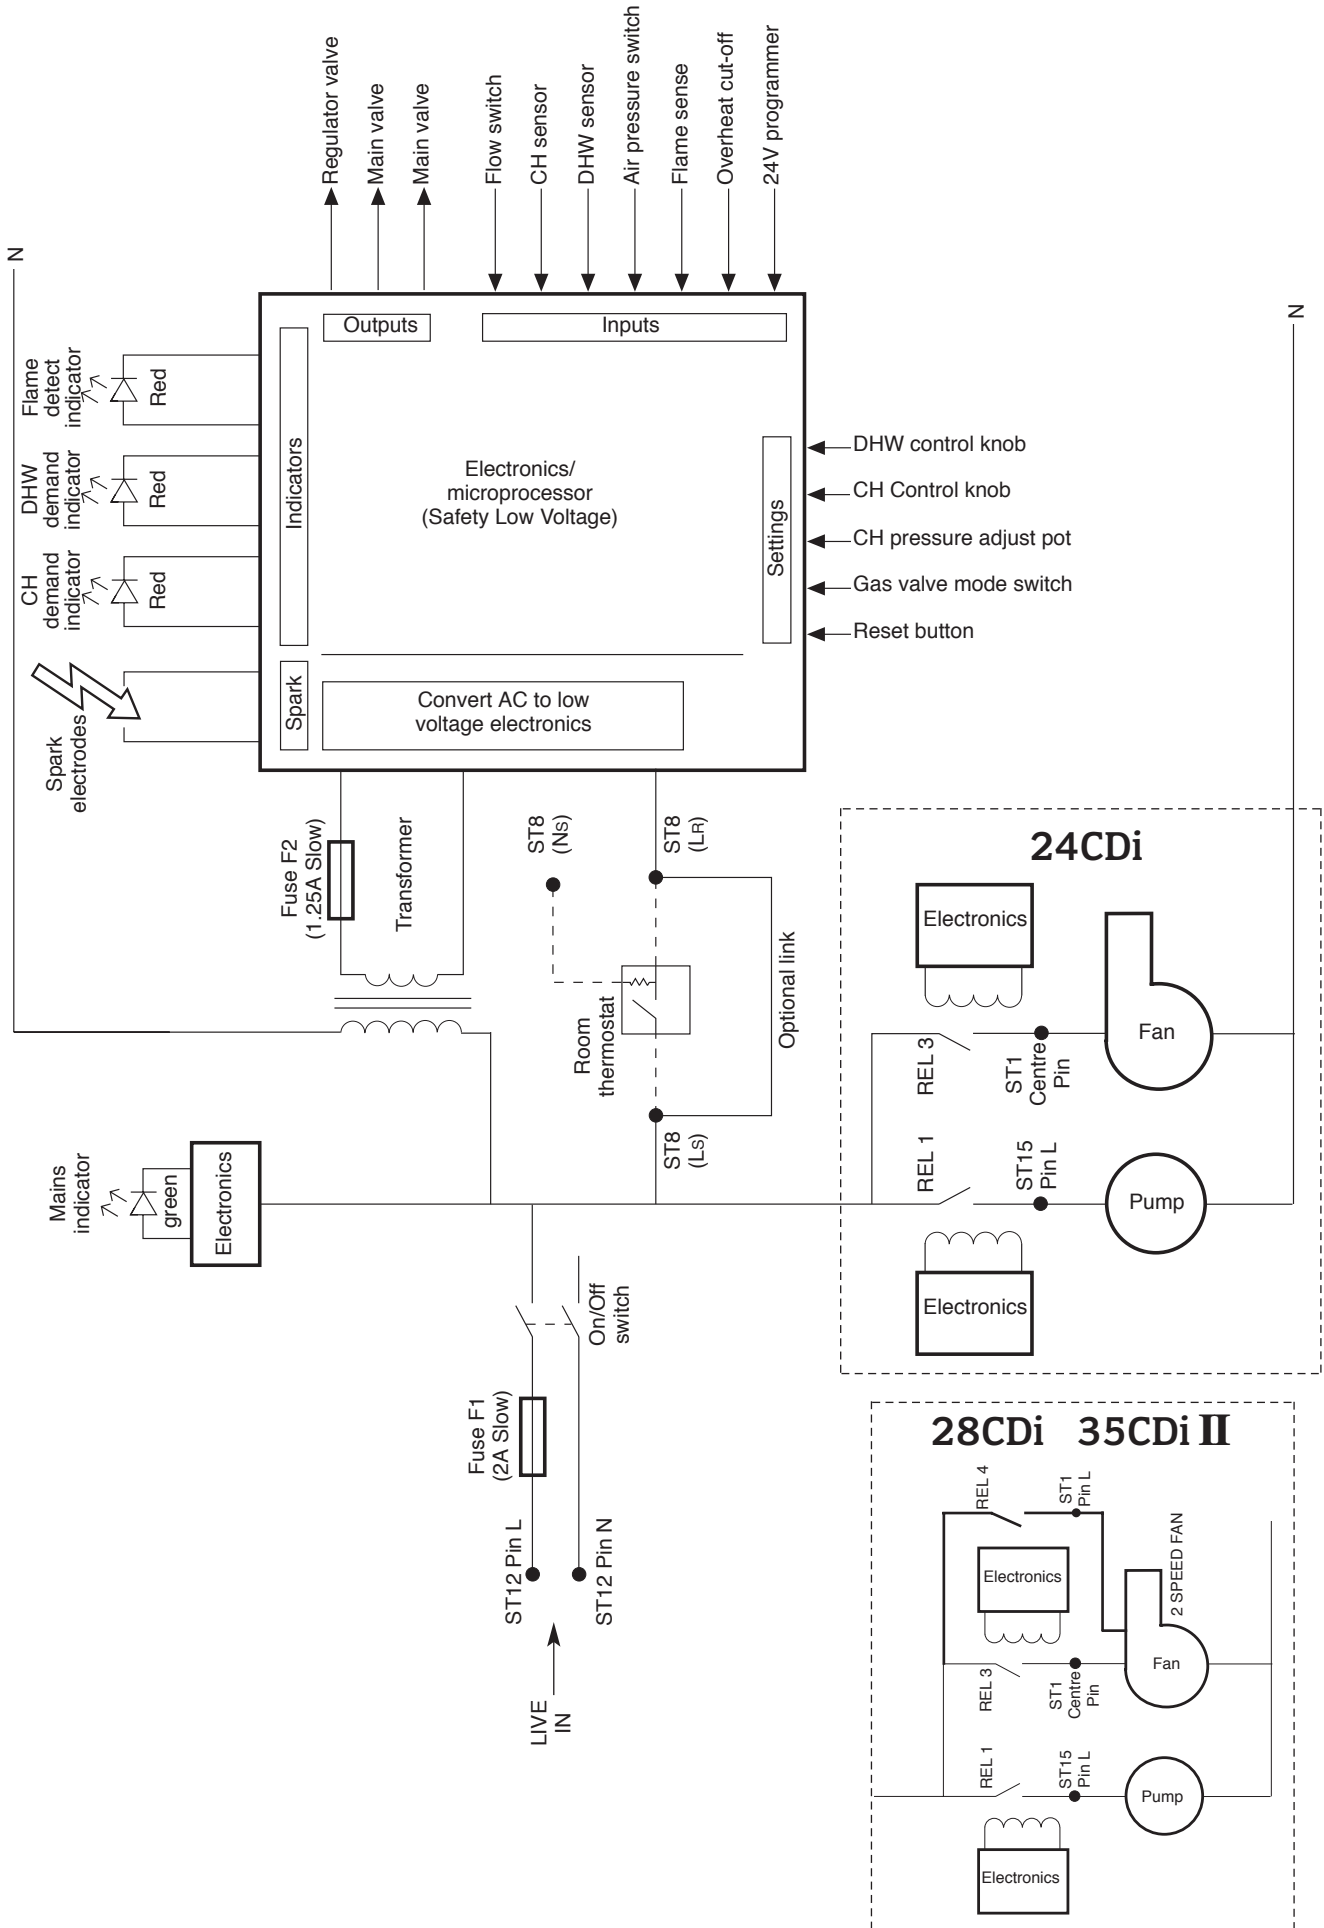 N
Regulator valve
Main valve
Main valve
Flow switch
CH sensor
DHW sensor
Air pressure switch
Flame sense
Overheat cut-off
24V programmer
N
Outputs
Inputs
Flame
detect
indicator
Red
DHW
demand
indicator
Red
CH
demand
indicator
Red
Indicators
Electronics/
microprocessor
(Safety Low Voltage)
Settings
DHW control knob
CH Control knob
CH pressure adjust pot
Gas valve mode switch
Reset button
Spark
electrodes
Spark
Convert AC to low
voltage electronics
Fuse F2
(1.25A Slow)
Transformer
ST8
(NS)
ST8
(LR)
Room
thermostat
Optional link
ST8
(LS)
Mains
indicator
green
Electronics
On/Off
switch
Fuse F1
(2A Slow)
ST12 Pin L
ST12 Pin N
LIVE
IN
24CDi
Electronics
REL 3
ST1
Centre
Pin
Fan
REL 1
ST15
Pin L
Pump
Electronics
28CDi 35CDi II
REL 4
ST1
Pin L
Electronics
2 SPEED FAN
REL 3
ST1
Centre
Pin
Fan
REL 1
ST15
Pin L
Pump
Electronics